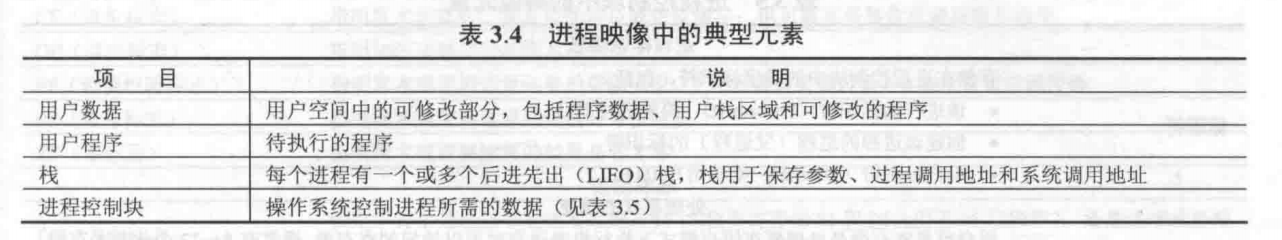 表 3.4 进程映像中的典型元素
项 目 说 明
用户数据 用户空间中的可修改部分，包括程序数据、用户栈区域和可修改的程序
用户程序 待执行的程序
栈 每个进程有一个或多个后进先出（LIFO）栈，栈用于保存参数、过程调用地址和系统调用地址
进程控制块 操作系统控制进程所需的数据（见表 3.5）